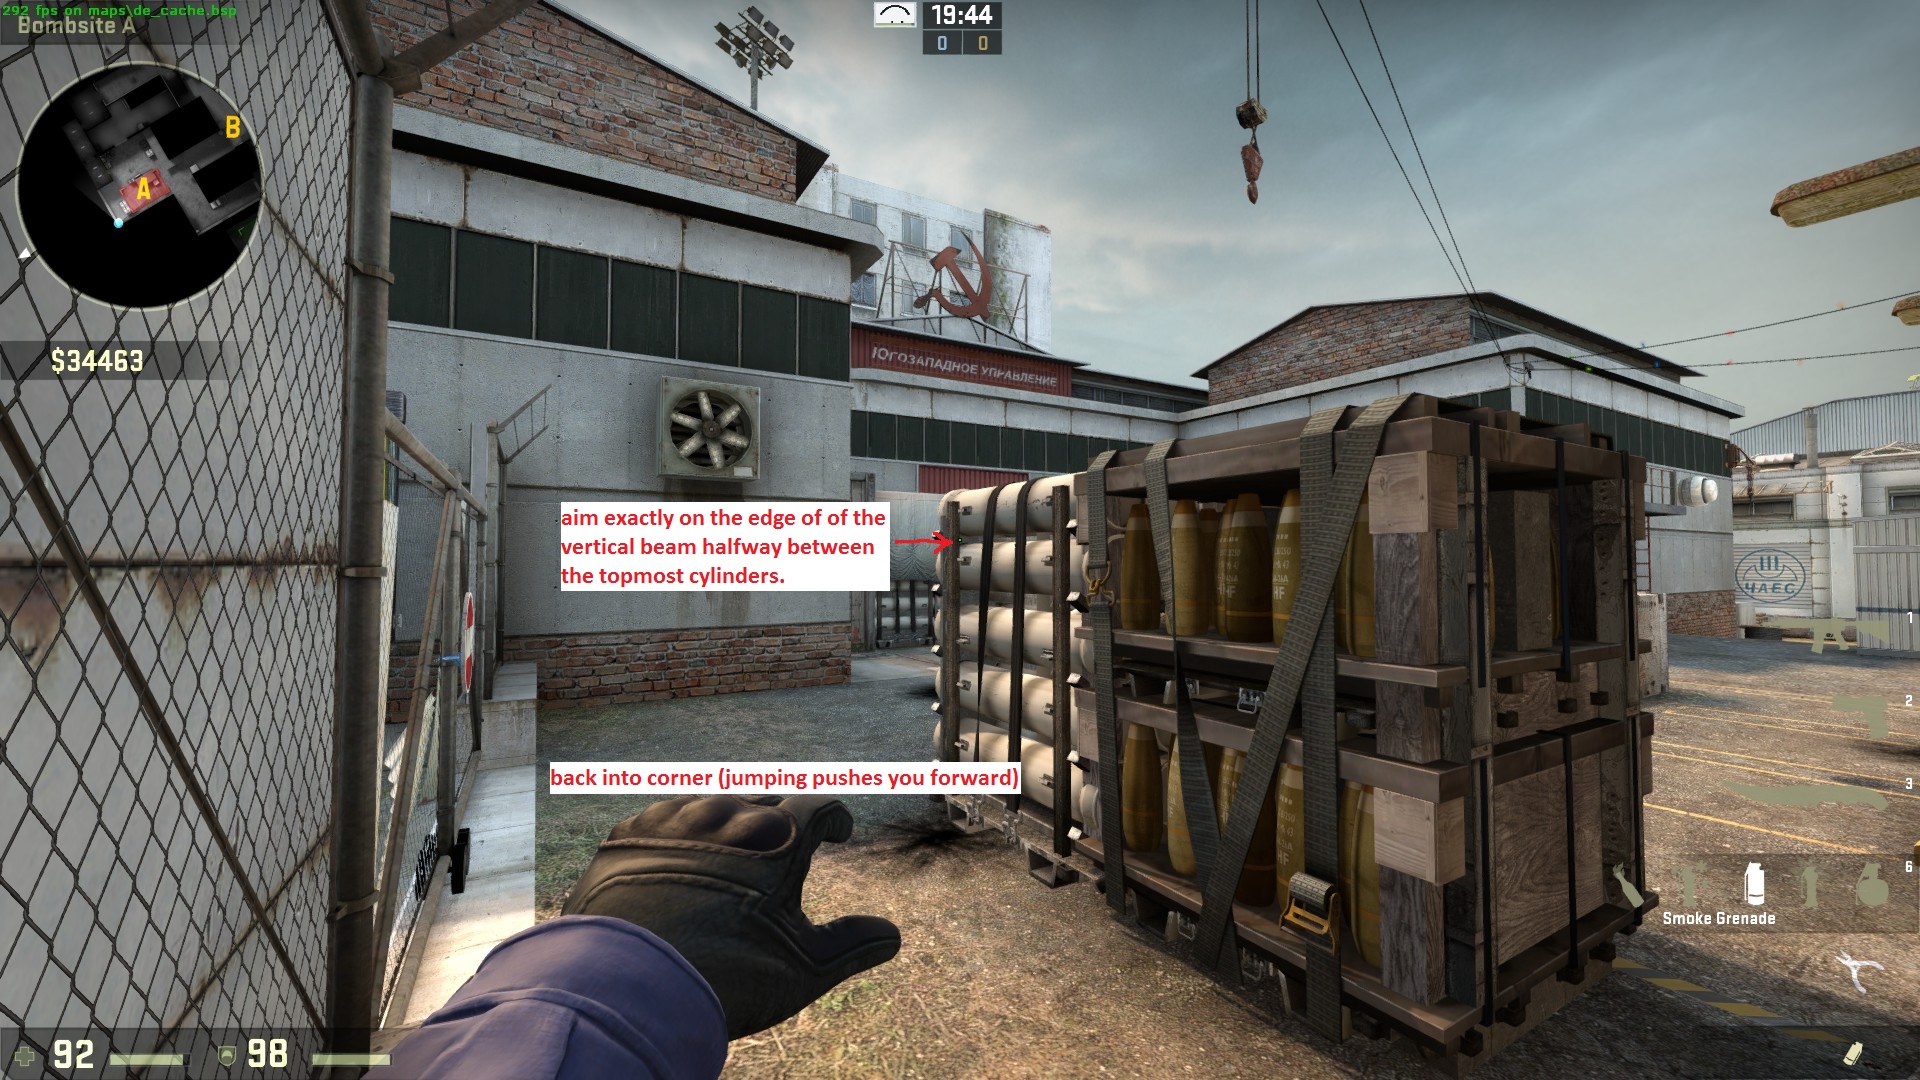 292 fps on maps\de_cache.bsp
Bombsite A
19:44
0 0
B
A
$34463
ЮГОЗАПАДНОЕ УПРАВЛЕНИЕ
aim exactly on the edge of of the
vertical beam halfway between
the topmost cylinders.
ЧАЕС
1
2
back into corner (jumping pushes you forward)
3
6
Smoke Grenade
92
98